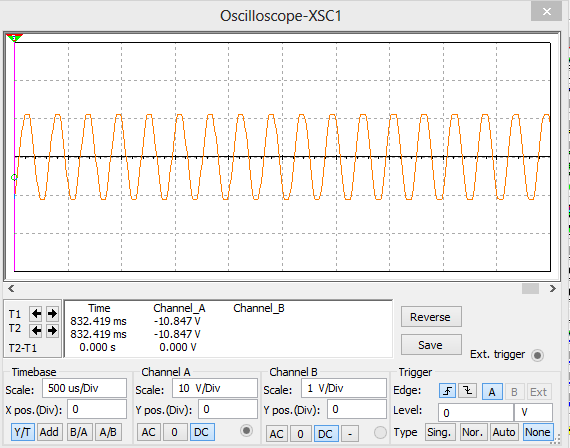 Oscilloscope-XSC1
T1
T2
T2-T1
Time Channel_A Channel_B
832.419 ms -10.847 V
832.419 ms -10.847 V
0.000 s 0.000 V
Reverse
Save
Ext. trigger
Timebase
Scale: 500 us/Div
X pos.(Div): 0
Y/T Add B/A A/B
Channel A
Scale: 10 V/Div
Y pos.(Div): 0
AC 0 DC
Channel B
Scale: 1 V/Div
Y pos.(Div): 0
AC 0 DC -
Trigger
Edge: A B Ext
Level: 0 V
Type Sing. Nor. Auto None